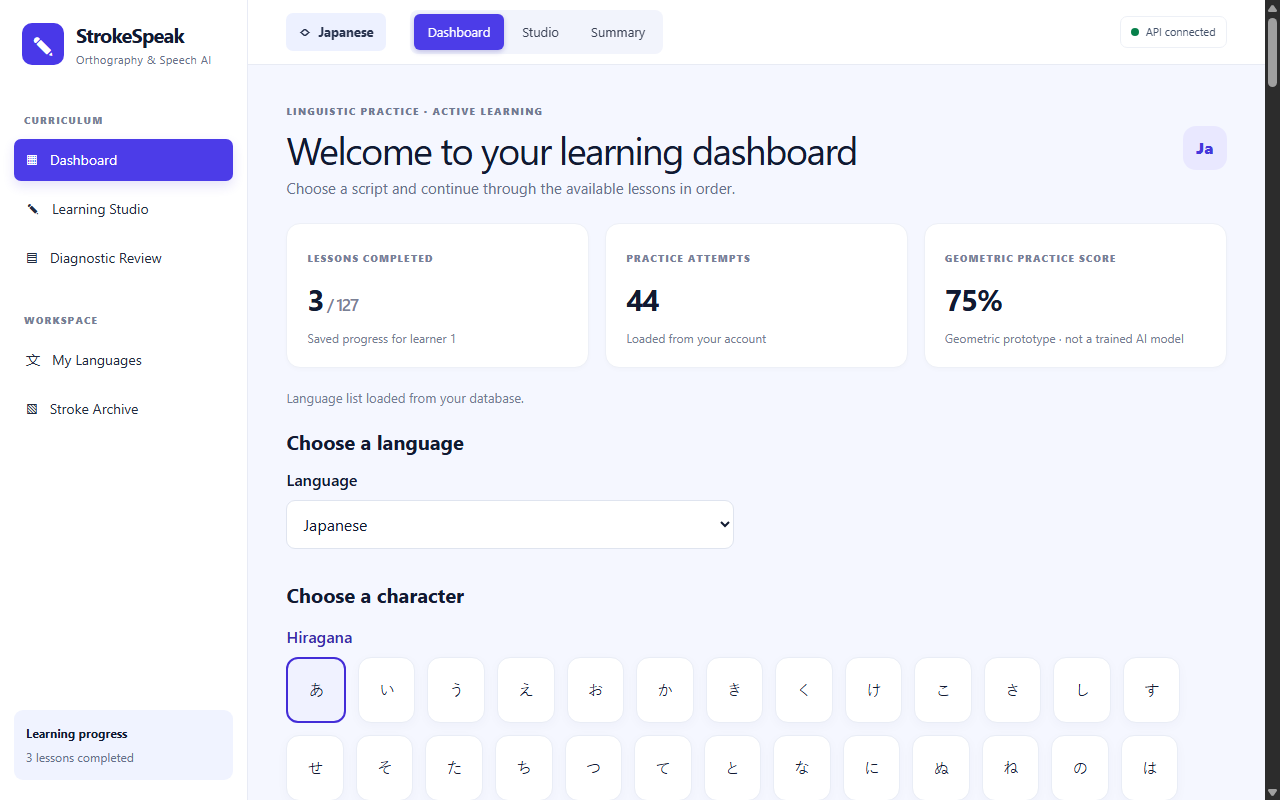 StrokeSpeak
Orthography & Speech AI
CURRICULUM
Dashboard
Learning Studio
Diagnostic Review
WORKSPACE
My Languages
Stroke Archive
Learning progress
3 lessons completed
Japanese
Dashboard
Studio
Summary
API connected
LINGUISTIC PRACTICE · ACTIVE LEARNING
Welcome to your learning dashboard
Choose a script and continue through the available lessons in order.
Ja
LESSONS COMPLETED
3 / 127
Saved progress for learner 1
PRACTICE ATTEMPTS
44
Loaded from your account
GEOMETRIC PRACTICE SCORE
75%
Geometric prototype · not a trained AI model
Language list loaded from your database.
Choose a language
Language
Japanese
Choose a character
Hiragana
あ い う え お か き く け こ さ し す
せ そ た ち つ て と な に ぬ ね の は